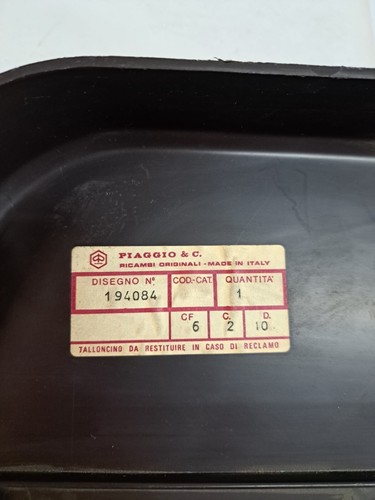 PIAGGIO & C.
RICAMBI ORIGINALI - MADE IN ITALY
DISEGNO N° COD.-CAT. QUANTITA'
194084 1
CF C. D.
6 2 10
TALLONCINO DA RESTITUIRE IN CASO DI RECLAMO